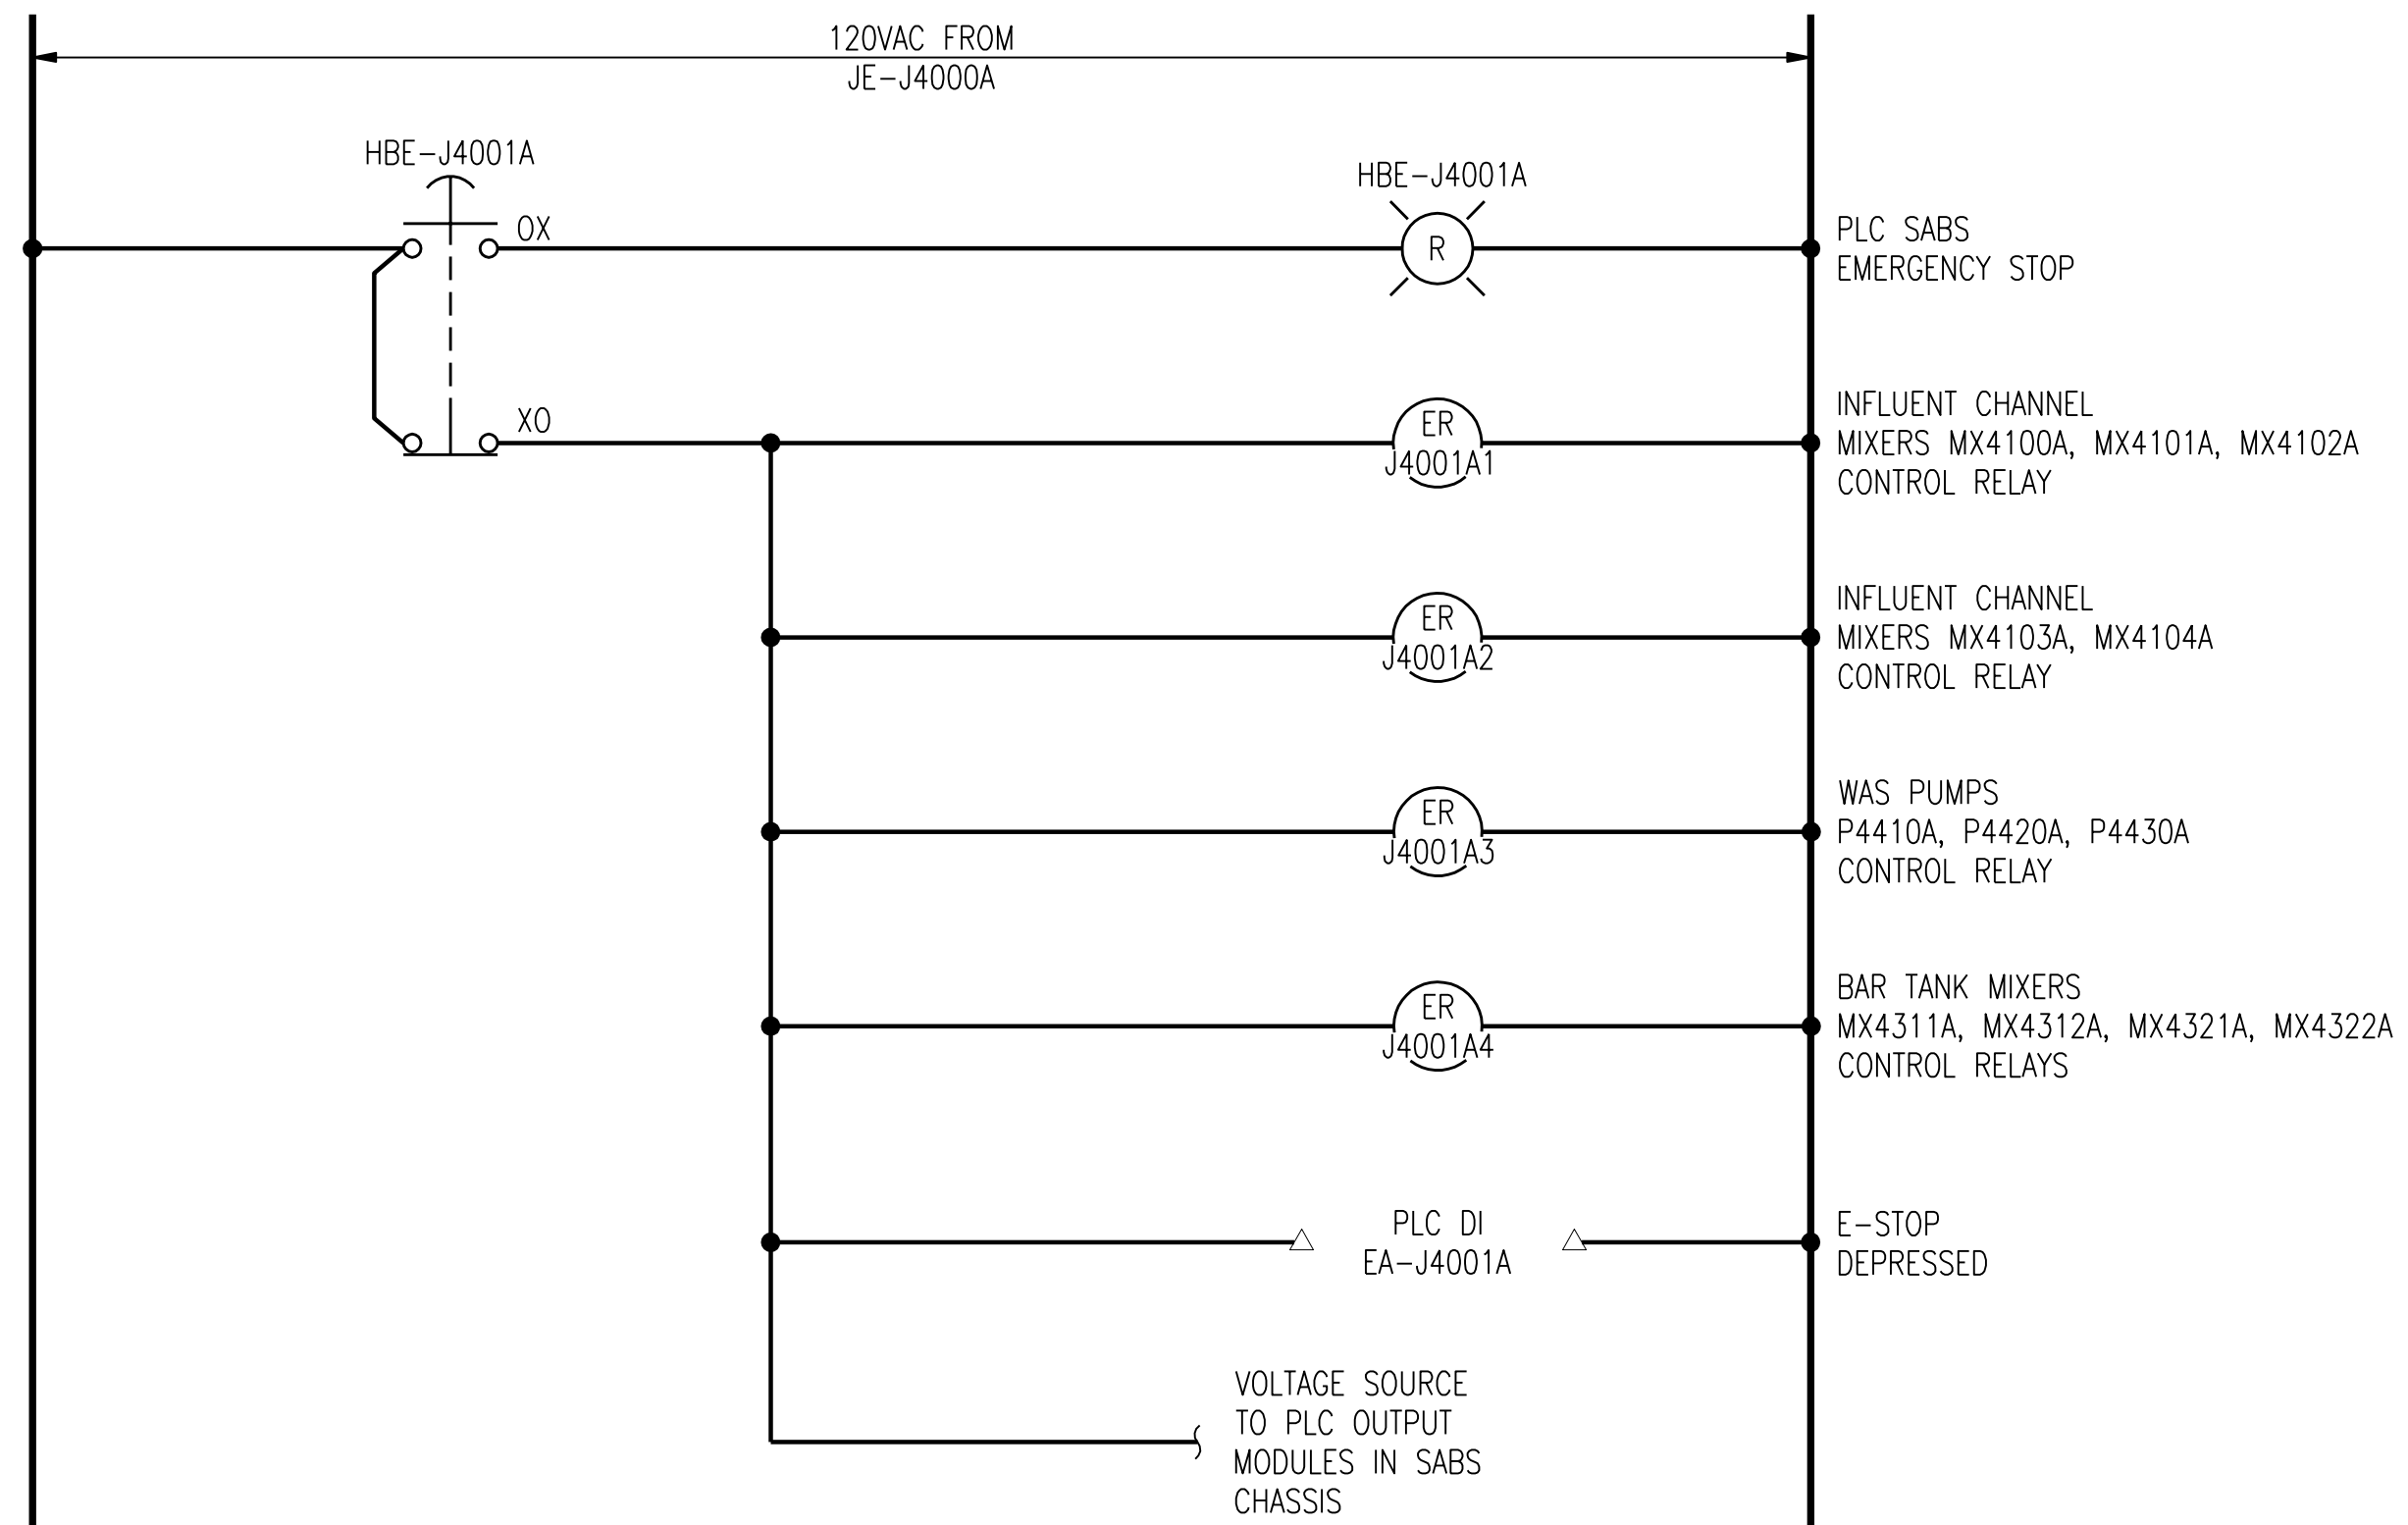 120VAC FROM
JE-J4000A
HBE-J4001A
OX
HBE-J4001A
R
PLC SABS
EMERGENCY STOP
XO
ER
J4001A1
INFLUENT CHANNEL
MIXERS MX4100A, MX4101A, MX4102A
CONTROL RELAY
ER
J4001A2
INFLUENT CHANNEL
MIXERS MX4103A, MX4104A
CONTROL RELAY
ER
J4001A3
WAS PUMPS
P4410A, P4420A, P4430A
CONTROL RELAY
ER
J4001A4
BAR TANK MIXERS
MX4311A, MX4312A, MX4321A, MX4322A
CONTROL RELAYS
PLC DI
EA-J4001A
E-STOP
DEPRESSED
VOLTAGE SOURCE
TO PLC OUTPUT
MODULES IN SABS
CHASSIS